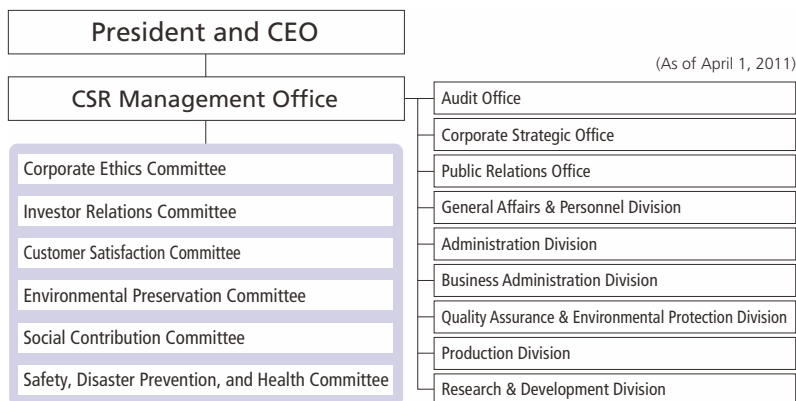 President and CEO
(As of April 1, 2011)
CSR Management Office
Corporate Ethics Committee
Investor Relations Committee
Customer Satisfaction Committee
Environmental Preservation Committee
Social Contribution Committee
Safety, Disaster Prevention, and Health Committee
Audit Office
Corporate Strategic Office
Public Relations Office
General Affairs & Personnel Division
Administration Division
Business Administration Division
Quality Assurance & Environmental Protection Division
Production Division
Research & Development Division